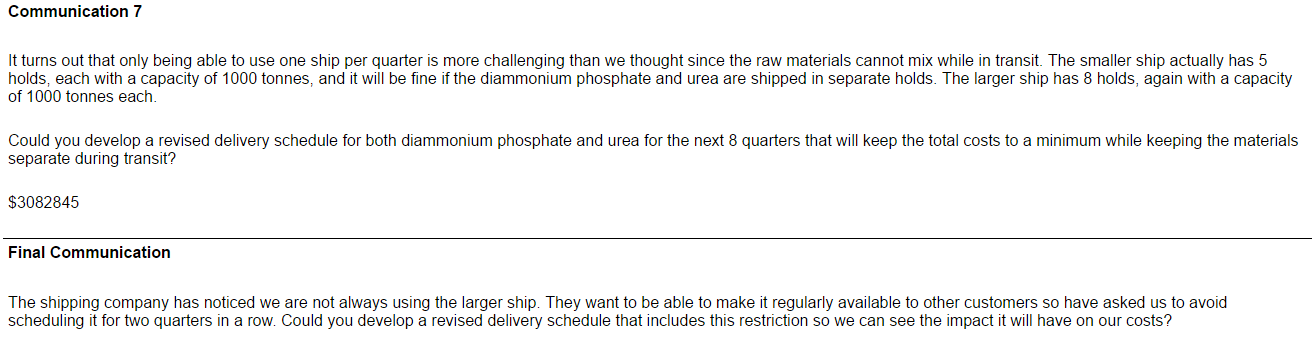 Communication 7
It turns out that only being able to use one ship per quarter is more challenging than we thought since the raw materials cannot mix while in transit. The smaller ship actually has 5
holds, each with a capacity of 1000 tonnes, and it will be fine if the diammonium phosphate and urea are shipped in separate holds. The larger ship has 8 holds, again with a capacity
of 1000 tonnes each.
Could you develop a revised delivery schedule for both diammonium phosphate and urea for the next 8 quarters that will keep the total costs to a minimum while keeping the materials
separate during transit?
$3082845
Final Communication
The shipping company has noticed we are not always using the larger ship. They want to be able to make it regularly available to other customers so have asked us to avoid
scheduling it for two quarters in a row. Could you develop a revised delivery schedule that includes this restriction so we can see the impact it will have on our costs?